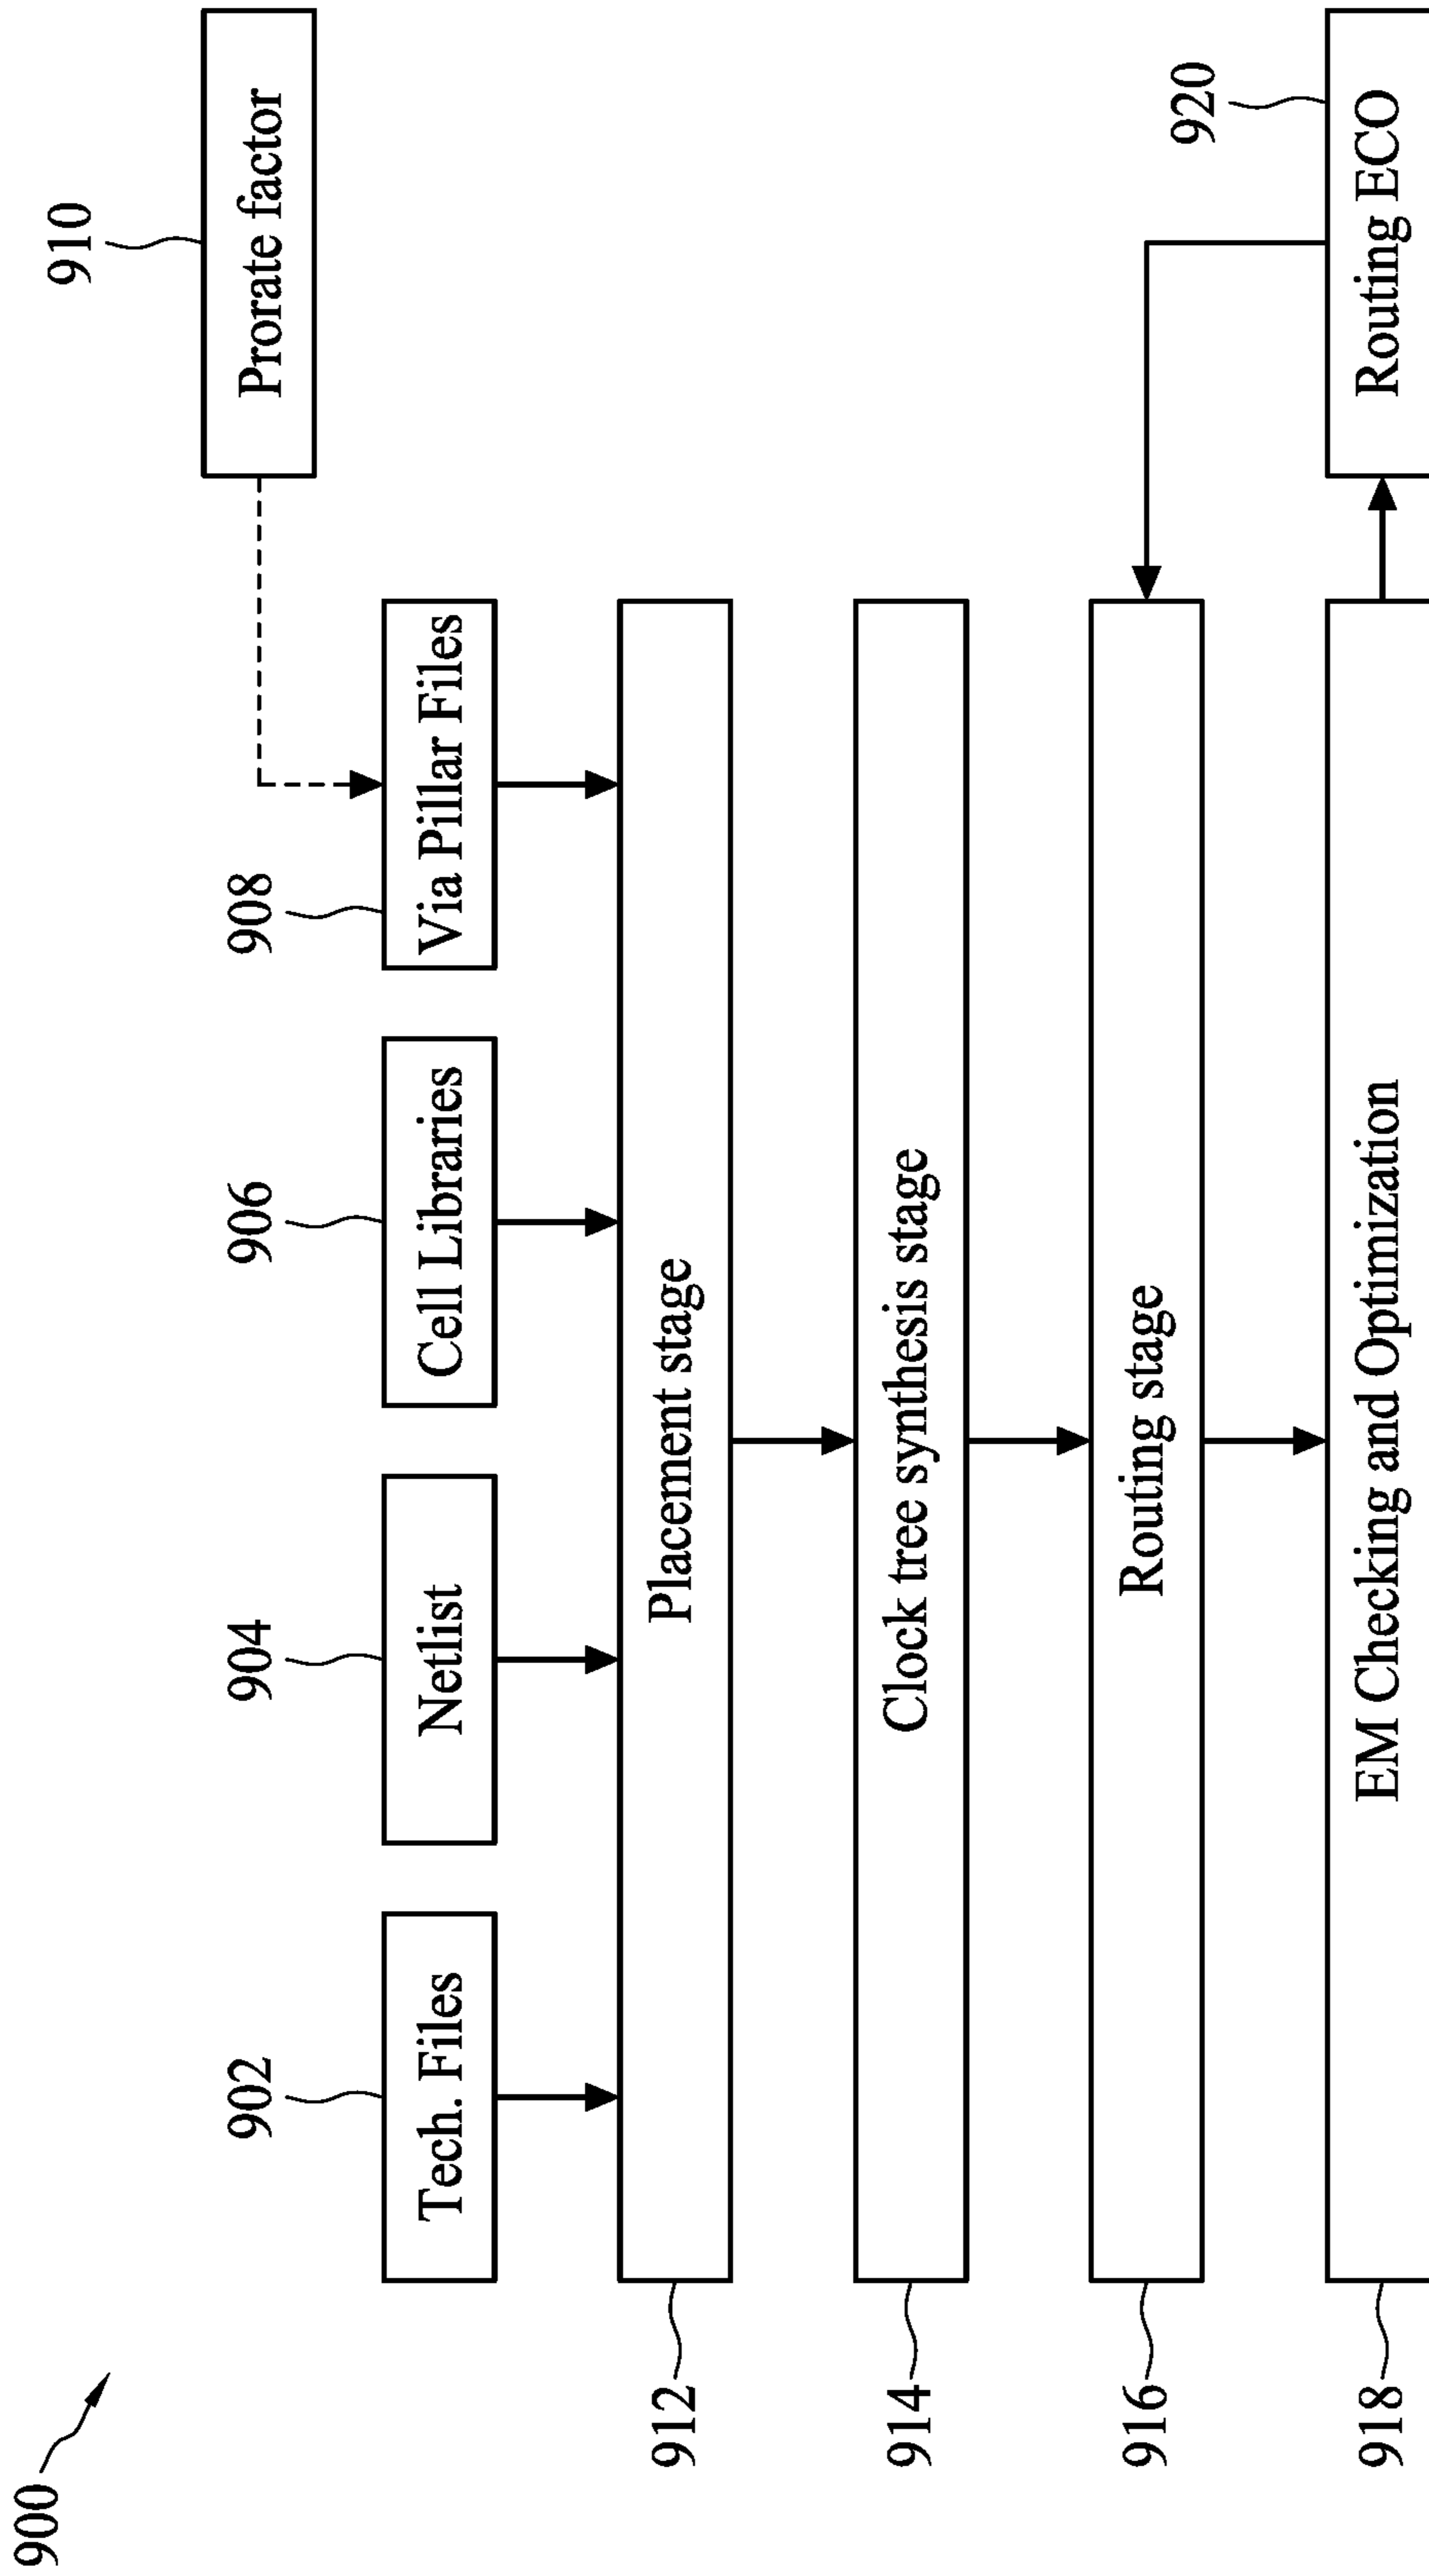 900
910
Prorate factor
902
904
906
908
Tech. Files
Netlist
Cell Libraries
Via Pillar Files
912
Placement stage
914
Clock tree synthesis stage
916
Routing stage
920
918
EM Checking and Optimization
Routing ECO